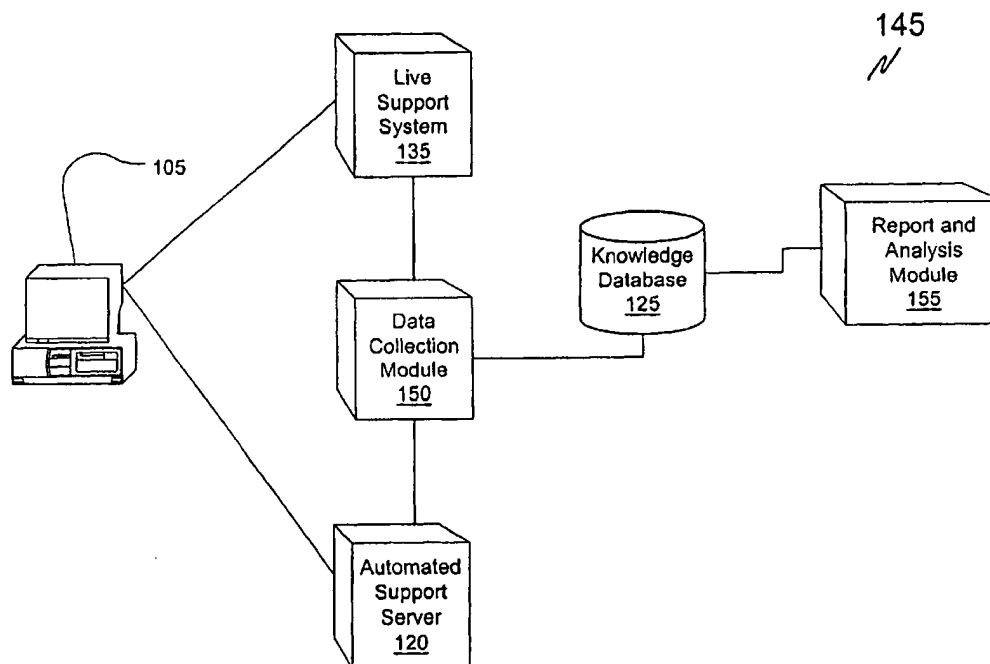 145
Live
Support
System
135
105
Knowledge
Database
125
Report and
Analysis
Module
155
Data
Collection
Module
150
Automated
Support
Server
120